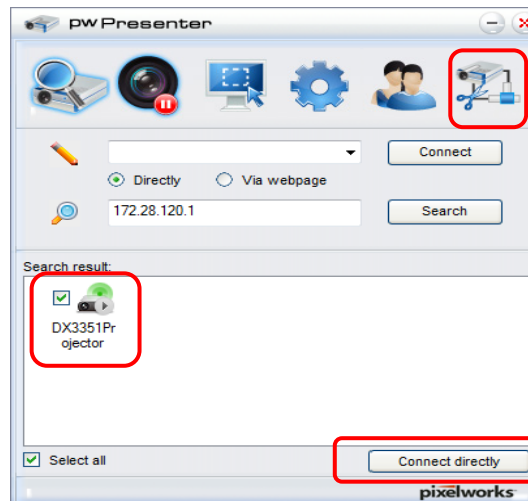 pwPresenter
Connect
Directly Via webpage
172.28.120.1 Search
Search result:
DX3351Pr
ojector
Select all Connect directly
pixelworks